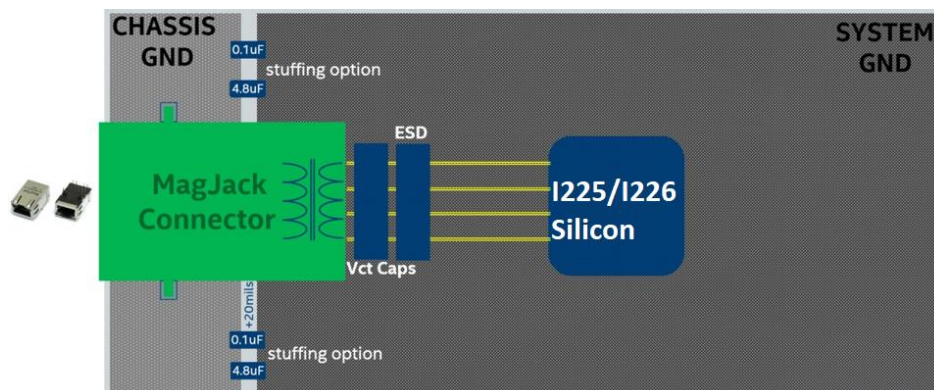 CHASSIS
GND
SYSTEM
GND
0.1uF
stuffing option
4.8uF
ESD
MagJack
Connector
I225/I226
Silicon
Vct Caps
+20mils
0.1uF
stuffing option
4.8uF